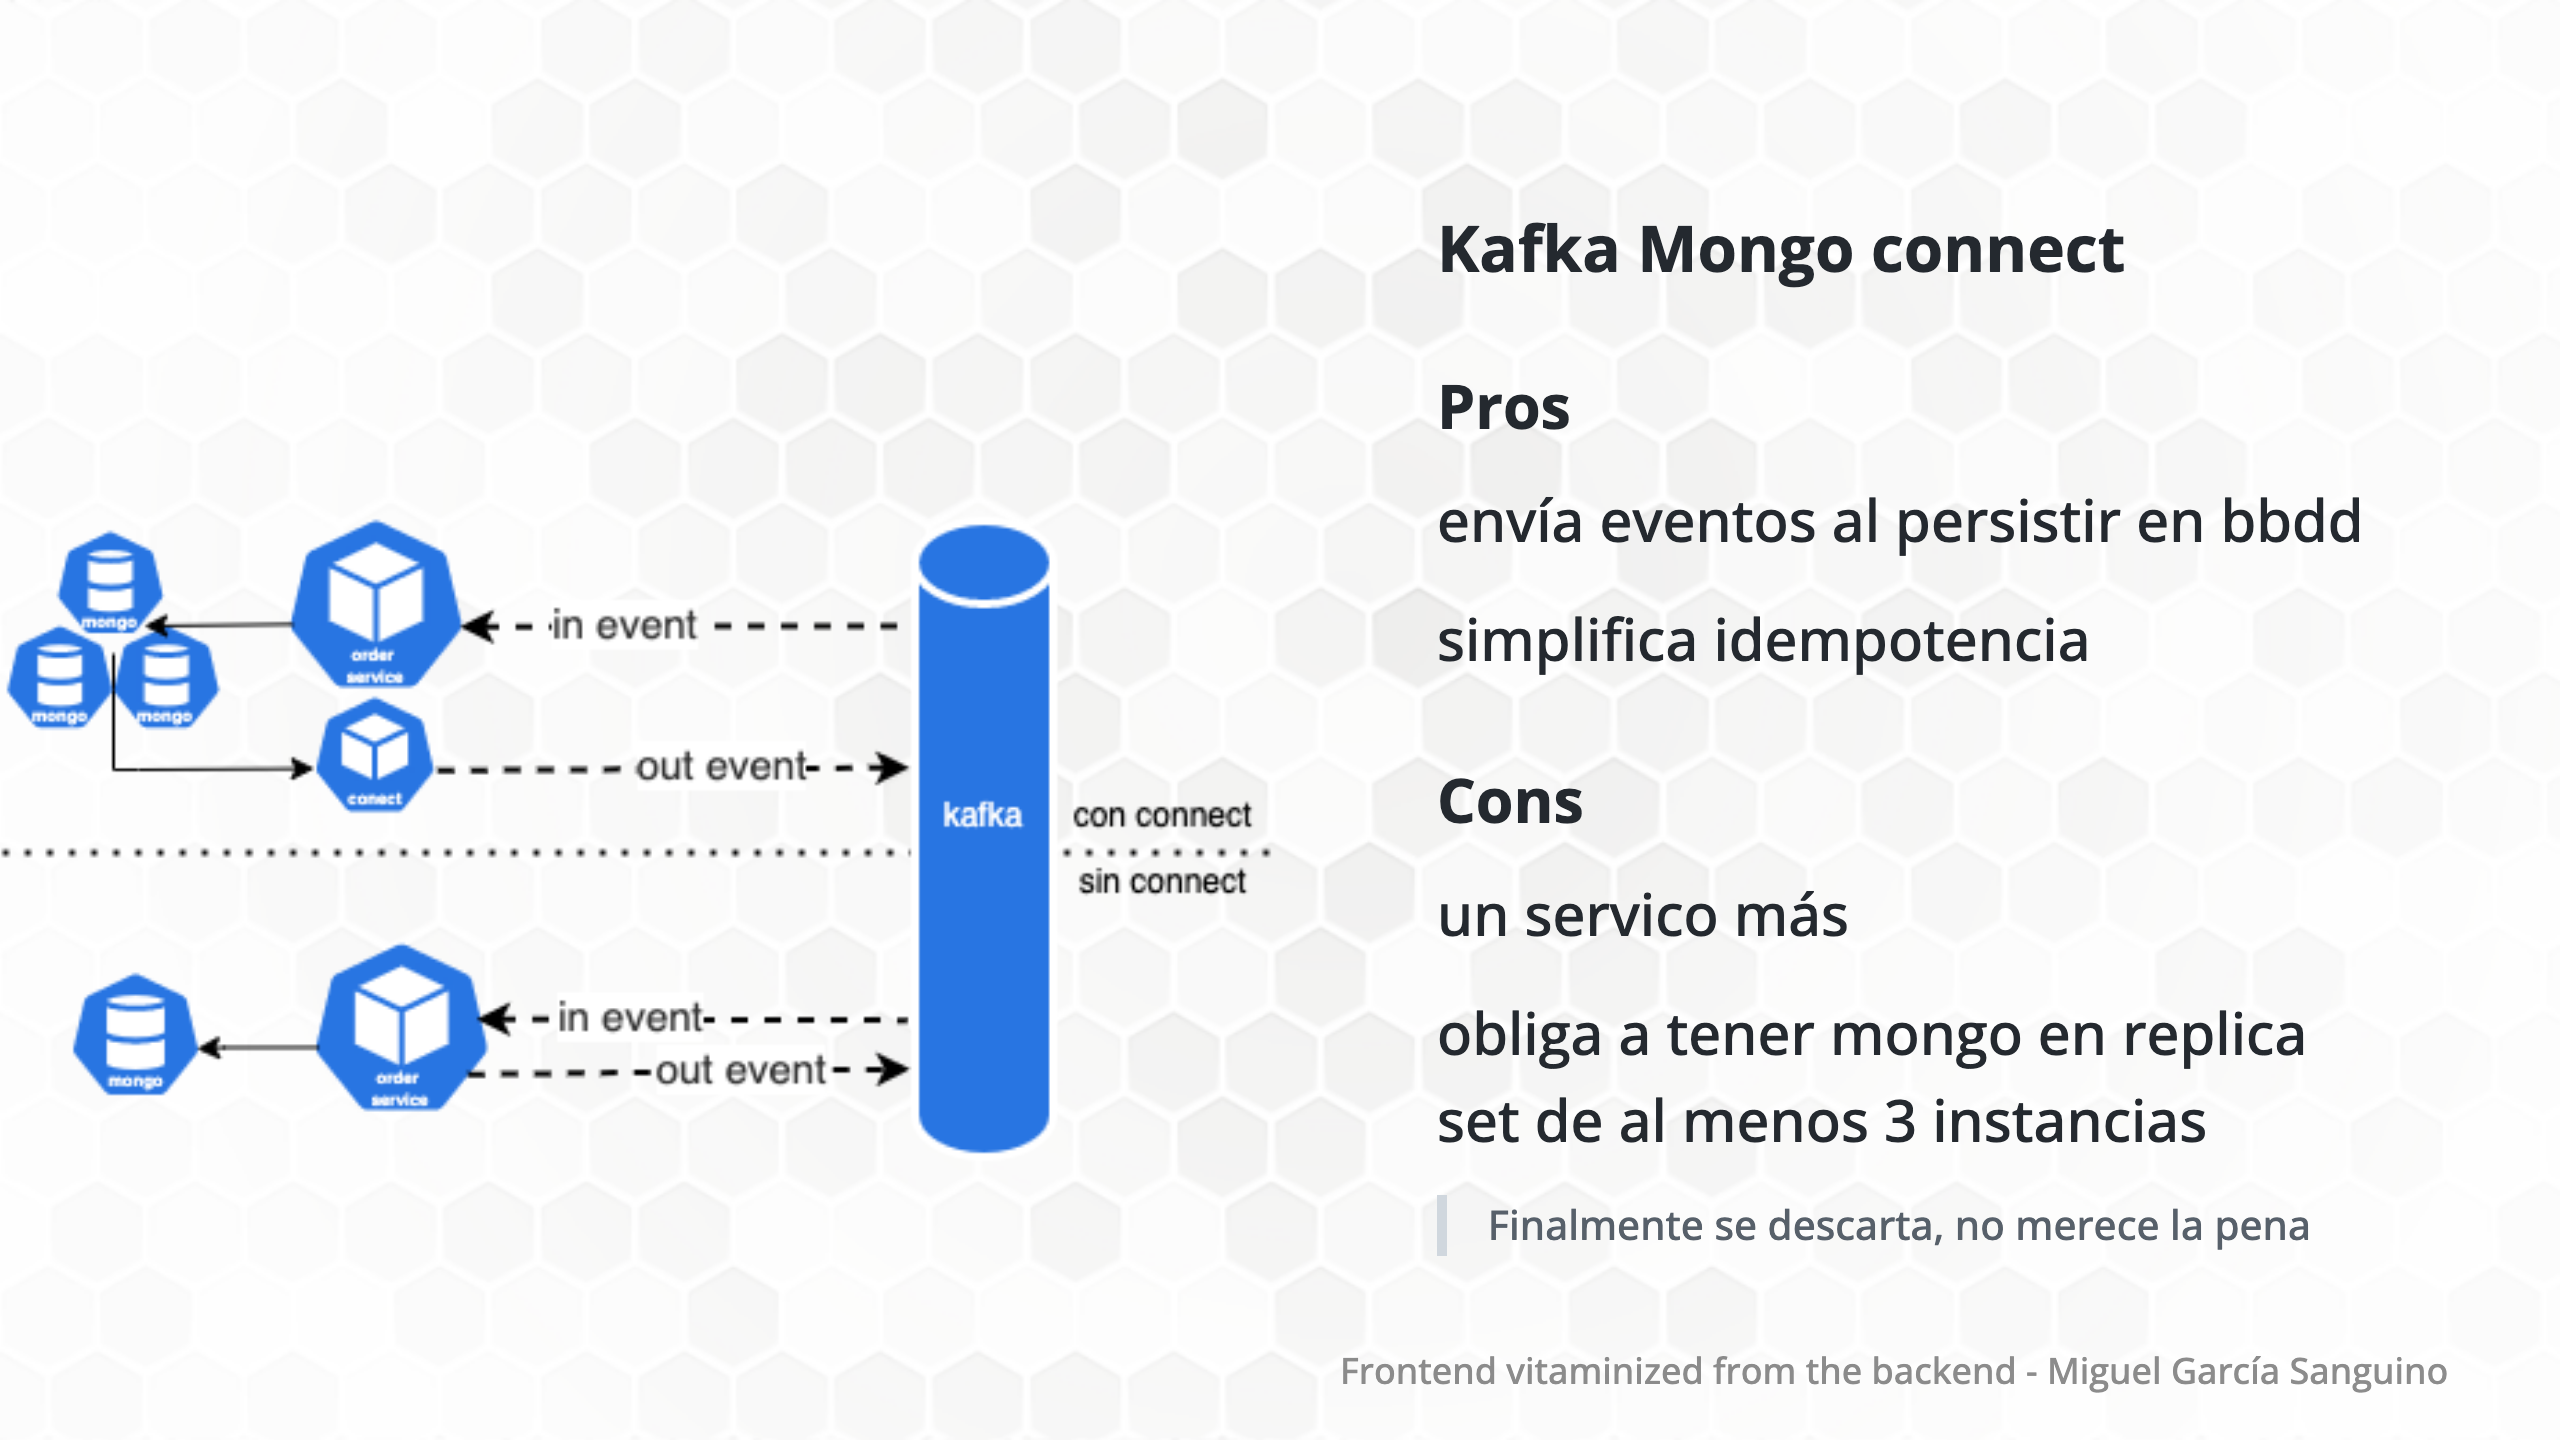 Kafka Mongo connect
Pros
envía eventos al persistir en bbdd
simplifica idempotencia
Cons
un servico más
obliga a tener mongo en replica
set de al menos 3 instancias
Finalmente se descarta, no merece la pena
mongo
mongo
mongo
order
service
in event
conect
out event
kafka
con connect
sin connect
mongo
order
service
in event
out event
Frontend vitaminized from the backend - Miguel García Sanguino